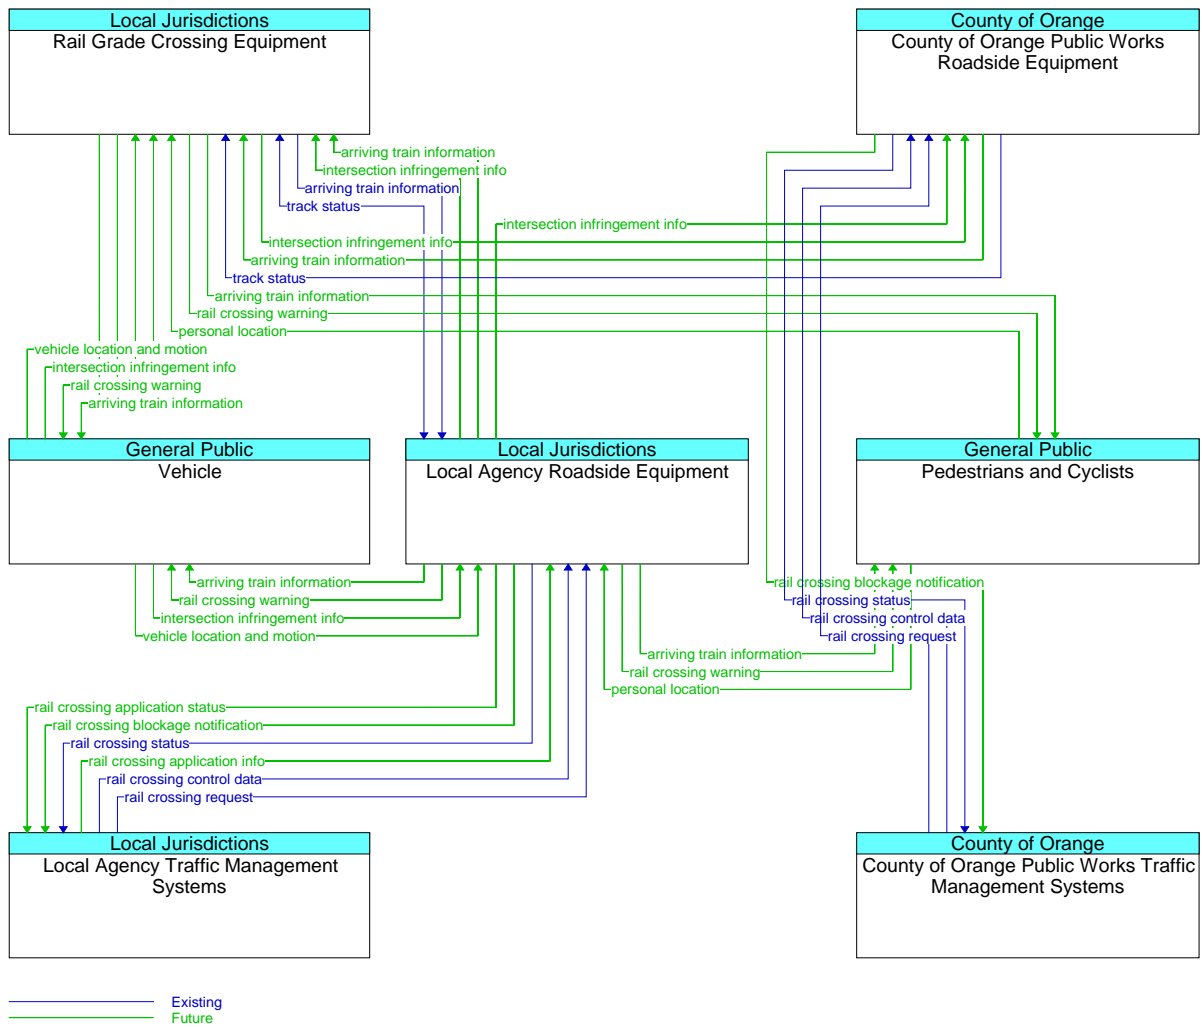 Local Jurisdictions
Rail Grade Crossing Equipment
County of Orange
County of Orange Public Works
Roadside Equipment
arriving train information
intersection infringement info
arriving train information
track status
intersection infringement info
intersection infringement info
arriving train information
track status
arriving train information
rail crossing warning
personal location
vehicle location and motion
intersection infringement info
rail crossing warning
arriving train information
General Public
Vehicle
Local Jurisdictions
Local Agency Roadside Equipment
General Public
Pedestrians and Cyclists
arriving train information
rail crossing warning
intersection infringement info
vehicle location and motion
rail crossing blockage notification
rail crossing status
rail crossing control data
rail crossing request
arriving train information
rail crossing warning
personal location
rail crossing application status
rail crossing blockage notification
rail crossing status
rail crossing application info
rail crossing control data
rail crossing request
Local Jurisdictions
Local Agency Traffic Management
Systems
County of Orange
County of Orange Public Works Traffic
Management Systems
Existing
Future